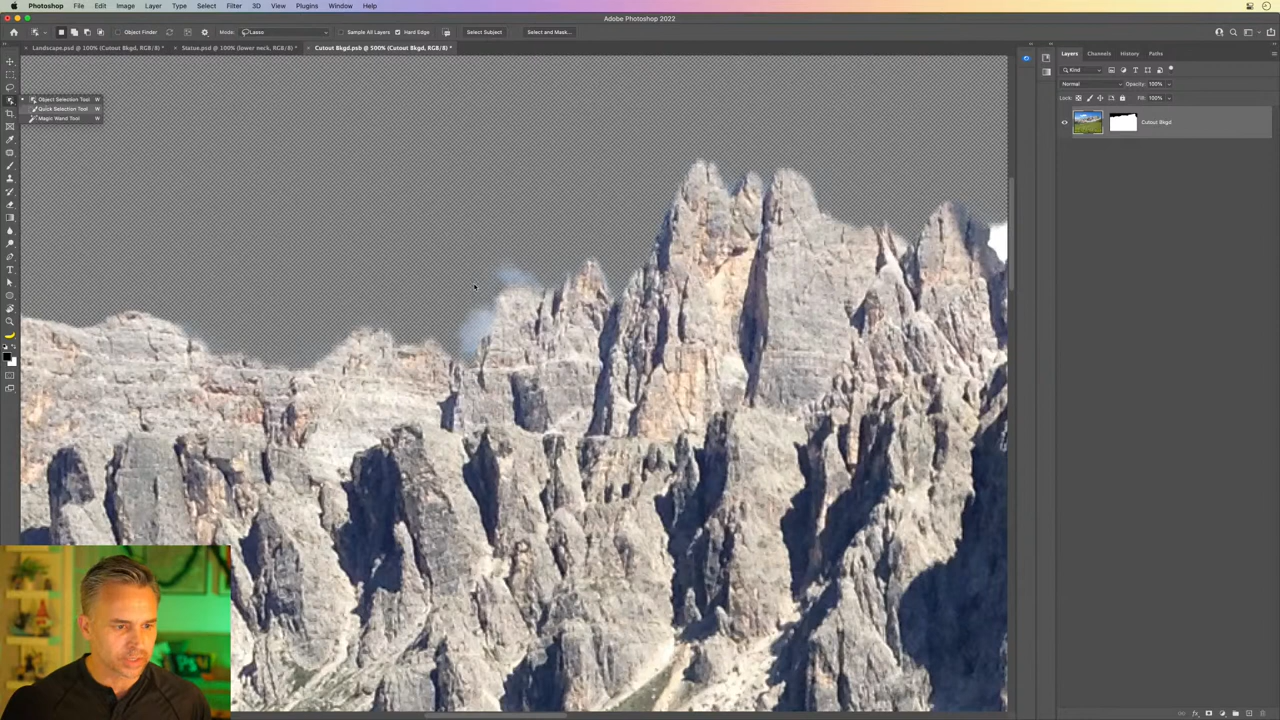 Photoshop File Edit Image Layer Type Select Filter 3D View Plugins Window Help
Adobe Photoshop 2022
Object Finder Mode: Lasso Sample All Layers Hard Edge Select Subject Select and Mask...
Landscape.psd @ 100% (Cutout Bkgd, RGB/8) * Statue.psd @ 100% (lower neck, RGB/8) * Cutout Bkgd.psb @ 500% (Cutout Bkgd, RGB/8) *
Layers Channels History Paths
Kind
Normal Opacity: 100%
Lock: Fill: 100%
Object Selection Tool W
Quick Selection Tool W
Magic Wand Tool W
Cutout Bkgd